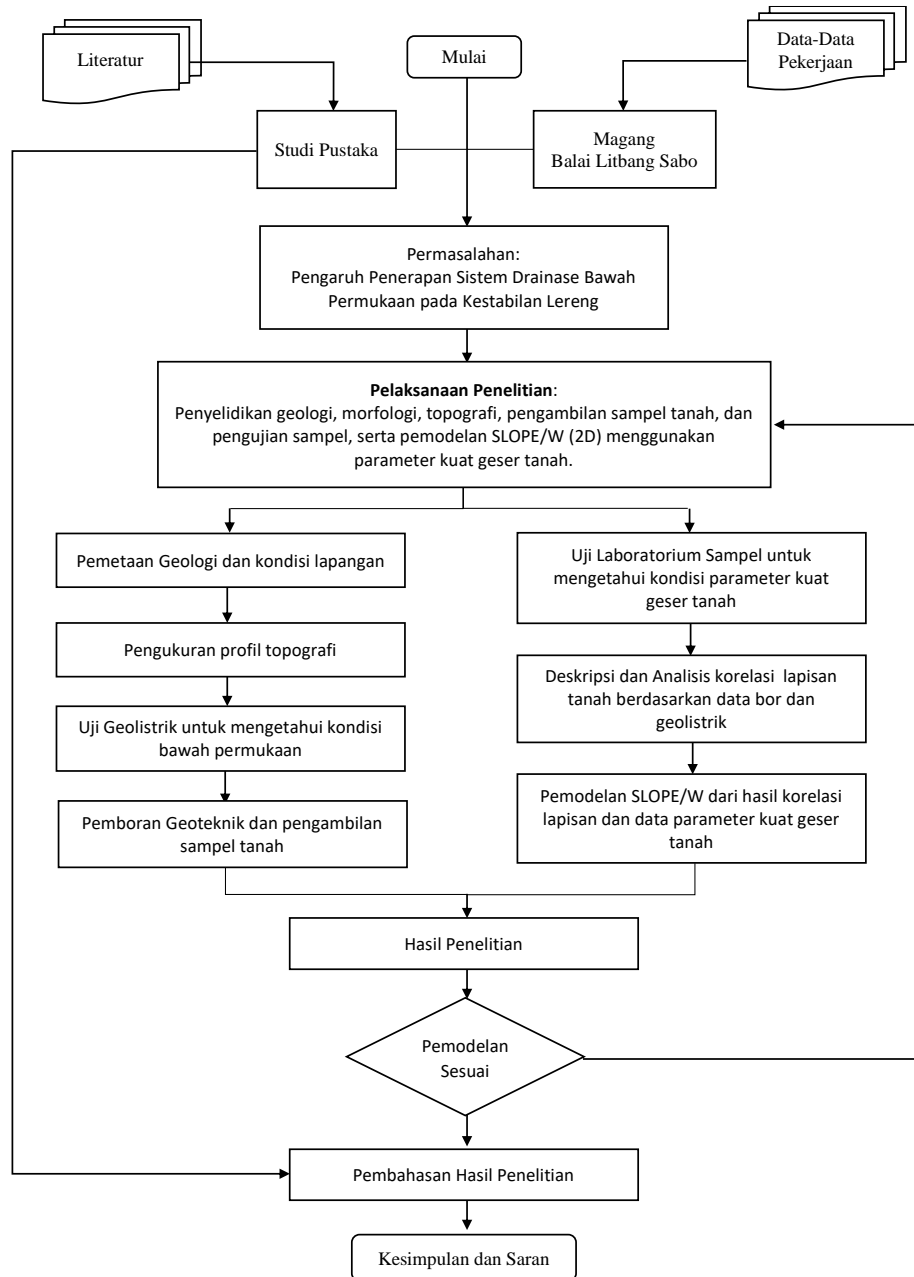 Literatur
Mulai
Data-Data
Pekerjaan
Studi Pustaka
Magang
Balai Litbang Sabo
Permasalahan:
Pengaruh Penerapan Sistem Drainase Bawah
Permukaan pada Kestabilan Lereng
Pelaksanaan Penelitian:
Penyelidikan geologi, morfologi, topografi, pengambilan sampel tanah, dan
pengujian sampel, serta pemodelan SLOPE/W (2D) menggunakan
parameter kuat geser tanah.
Pemetaan Geologi dan kondisi lapangan
Pengukuran profil topografi
Uji Geolistrik untuk mengetahui kondisi
bawah permukaan
Pemboran Geoteknik dan pengambilan
sampel tanah
Uji Laboratorium Sampel untuk
mengetahui kondisi parameter kuat
geser tanah
Deskripsi dan Analisis korelasi lapisan
tanah berdasarkan data bor dan
geolistrik
Pemodelan SLOPE/W dari hasil korelasi
lapisan dan data parameter kuat geser
tanah
Hasil Penelitian
Pemodelan
Sesuai
Pembahasan Hasil Penelitian
Kesimpulan dan Saran